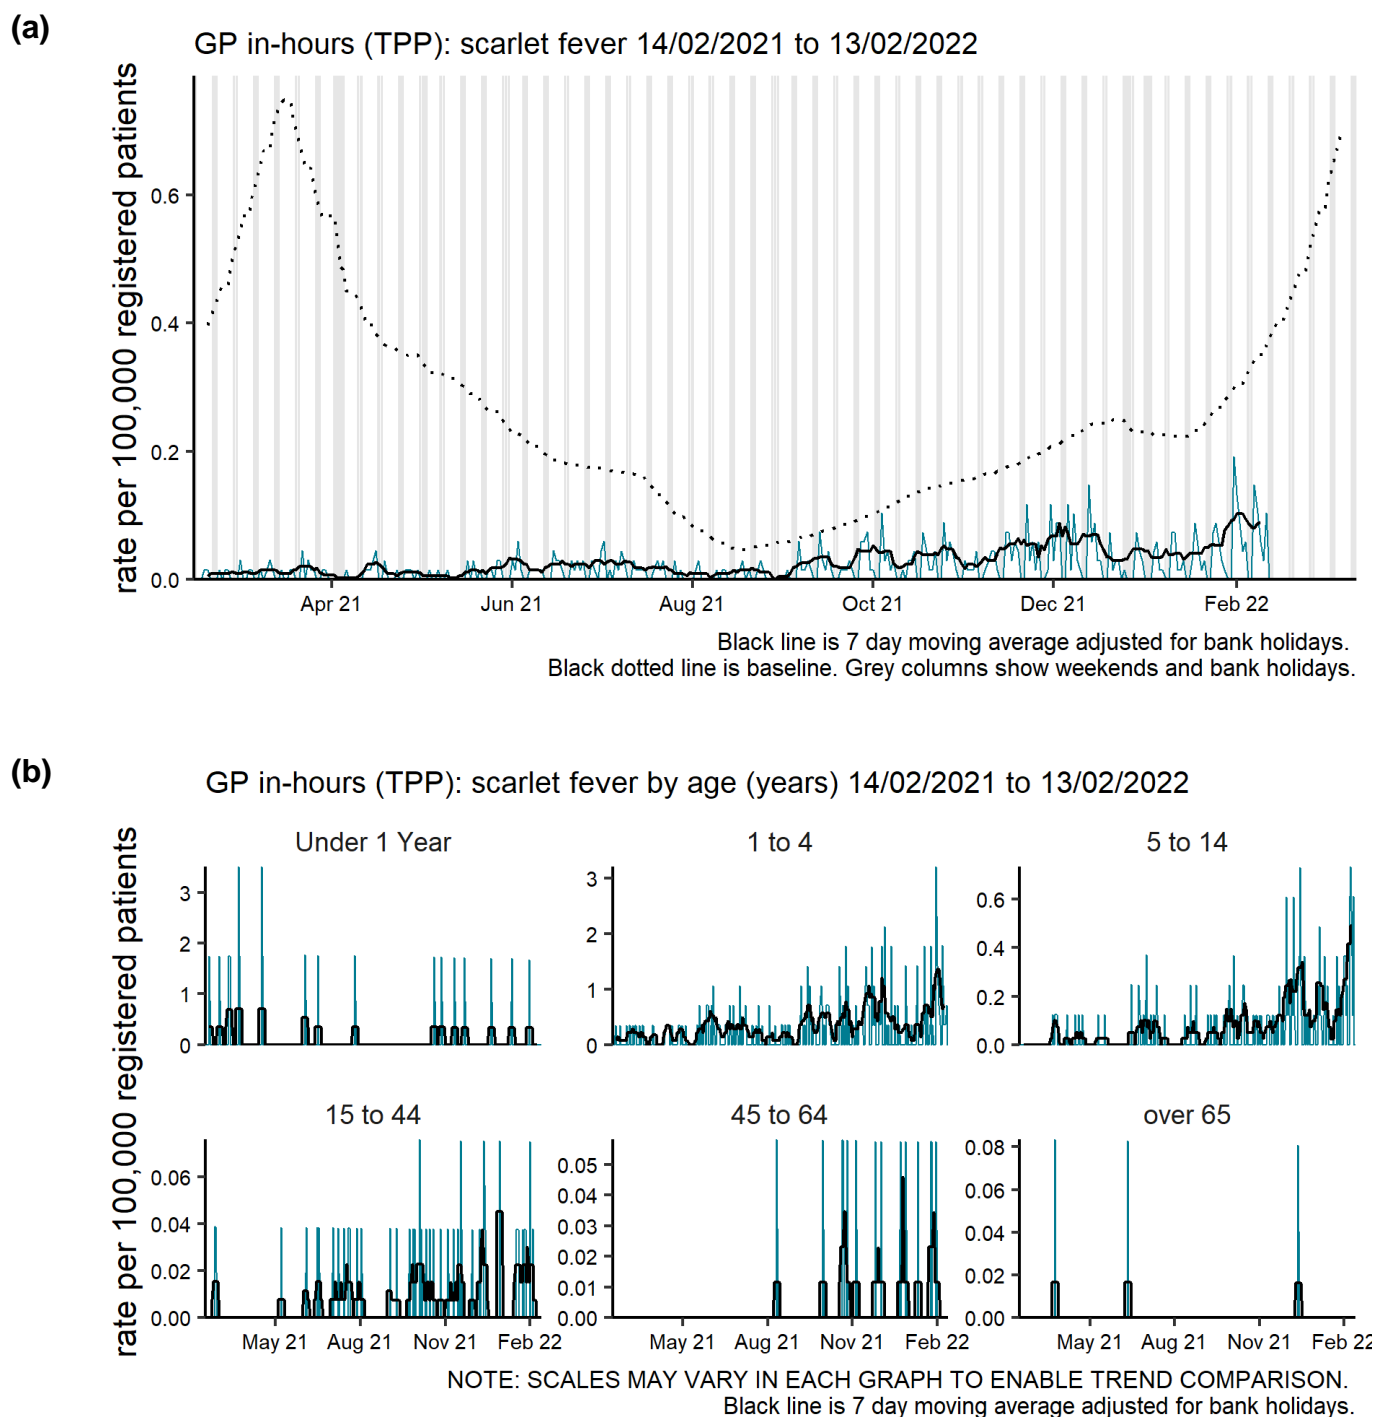 (a)
GP in-hours (TPP): scarlet fever 14/02/2021 to 13/02/2022
rate per 100,000 registered patients
0.6
0.4
0.2
0.0
Apr 21 Jun 21 Aug 21 Oct 21 Dec 21 Feb 22
Black line is 7 day moving average adjusted for bank holidays.
Black dotted line is baseline. Grey columns show weekends and bank holidays.
(b)
GP in-hours (TPP): scarlet fever by age (years) 14/02/2021 to 13/02/2022
rate per 100,000 registered patients
Under 1 Year 1 to 4 5 to 14
3
2
1
0
3
2
1
0
0.6
0.4
0.2
0.0
15 to 44 45 to 64 over 65
0.06
0.04
0.02
0.00
0.05
0.04
0.03
0.02
0.01
0.00
0.08
0.06
0.04
0.02
0.00
May 21 Aug 21 Nov 21 Feb 22 May 21 Aug 21 Nov 21 Feb 22 May 21 Aug 21 Nov 21 Feb 22
NOTE: SCALES MAY VARY IN EACH GRAPH TO ENABLE TREND COMPARISON.
Black line is 7 day moving average adjusted for bank holidays.